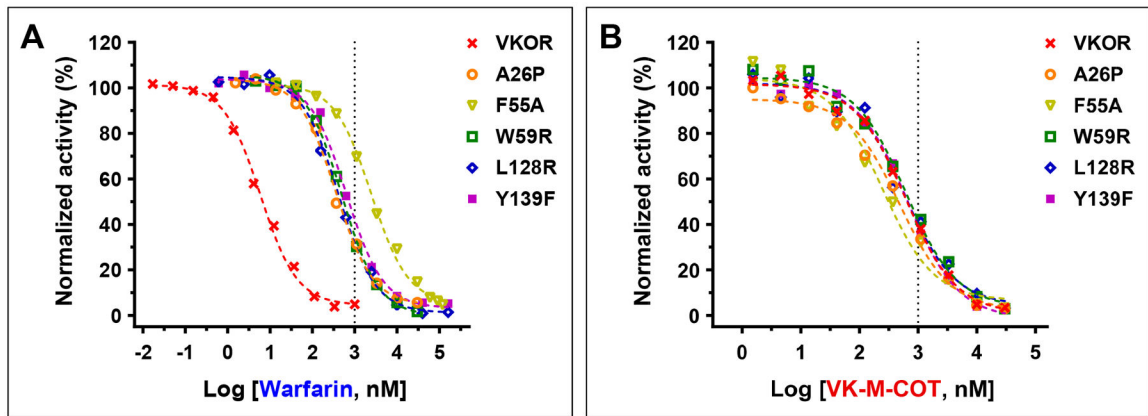 A
Normalized activity (%)
120
100
80
60
40
20
0
-2 -1 0 1 2 3 4 5
Log [Warfarin, nM]
VKOR
A26P
F55A
W59R
L128R
Y139F
B
Normalized activity (%)
120
100
80
60
40
20
0
0 1 2 3 4 5
Log [VK-M-COT, nM]
VKOR
A26P
F55A
W59R
L128R
Y139F